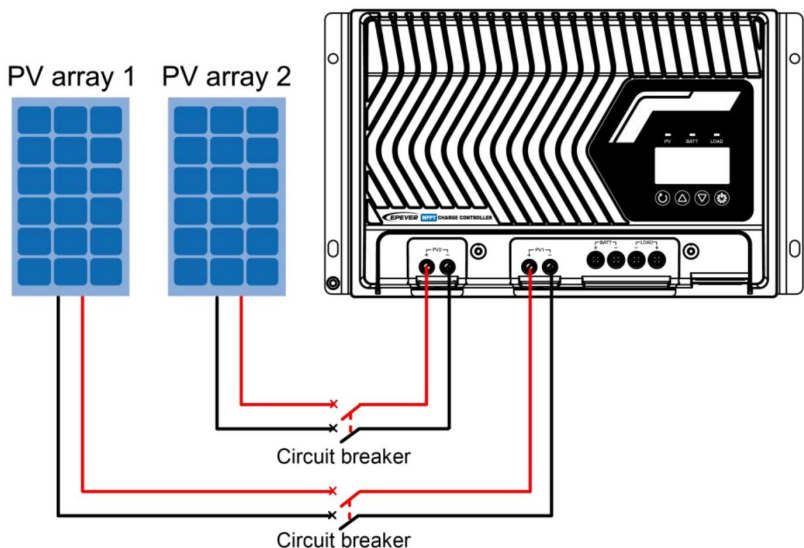 PV array 1 PV array 2
PV BATT LOAD
EPEVER MPPT CHARGE CONTROLLER
PV2
+ −
PV1
+ −
BATT LOAD
+ − − +
Circuit breaker
Circuit breaker